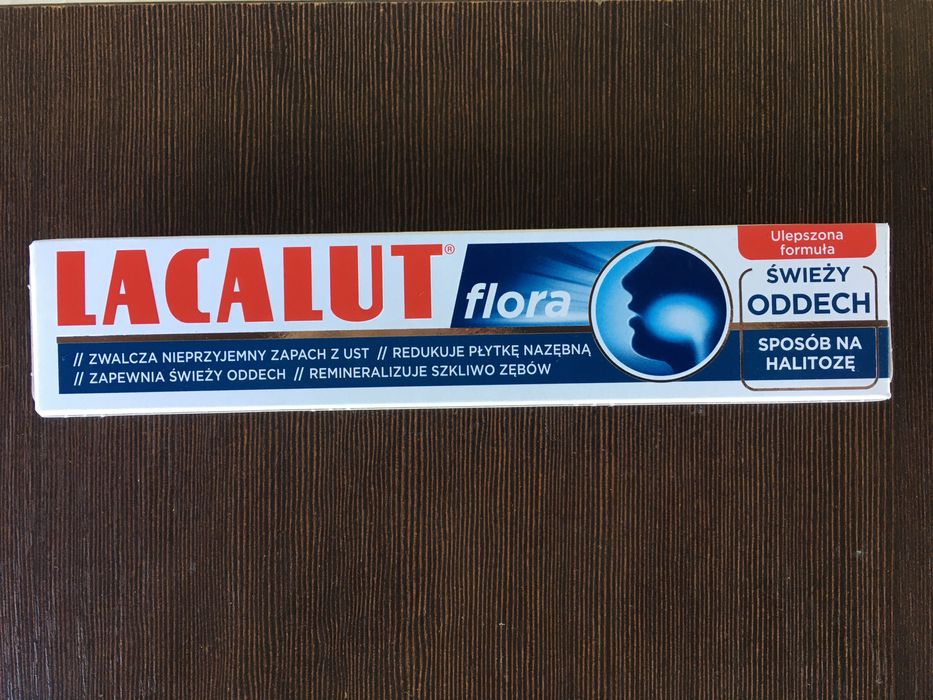 LACALUT®
flora
// ZWALCZA NIEPRZYJEMNY ZAPACH Z UST // REDUKUJE PŁYTKĘ NAZĘBNĄ
// ZAPEWNIA ŚWIEŻY ODDECH // REMINERALIZUJE SZKLIWO ZĘBÓW
Ulepszona
formuła
ŚWIEŻY
ODDECH
SPOSÓB NA
HALITOZĘ